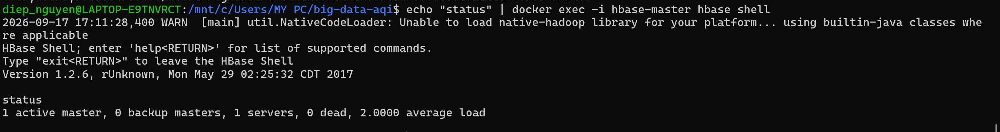 diep_nguyen@LAPTOP-E9TNVRCT:/mnt/c/Users/MY PC/big-data-aqi$ echo "status" | docker exec -i hbase-master hbase shell
2026-09-17 17:11:28,400 WARN  [main] util.NativeCodeLoader: Unable to load native-hadoop library for your platform... using builtin-java classes whe
re applicable
HBase Shell; enter 'help<RETURN>' for list of supported commands.
Type "exit<RETURN>" to leave the HBase Shell
Version 1.2.6, rUnknown, Mon May 29 02:25:32 CDT 2017
status
1 active master, 0 backup masters, 1 servers, 0 dead, 2.0000 average load